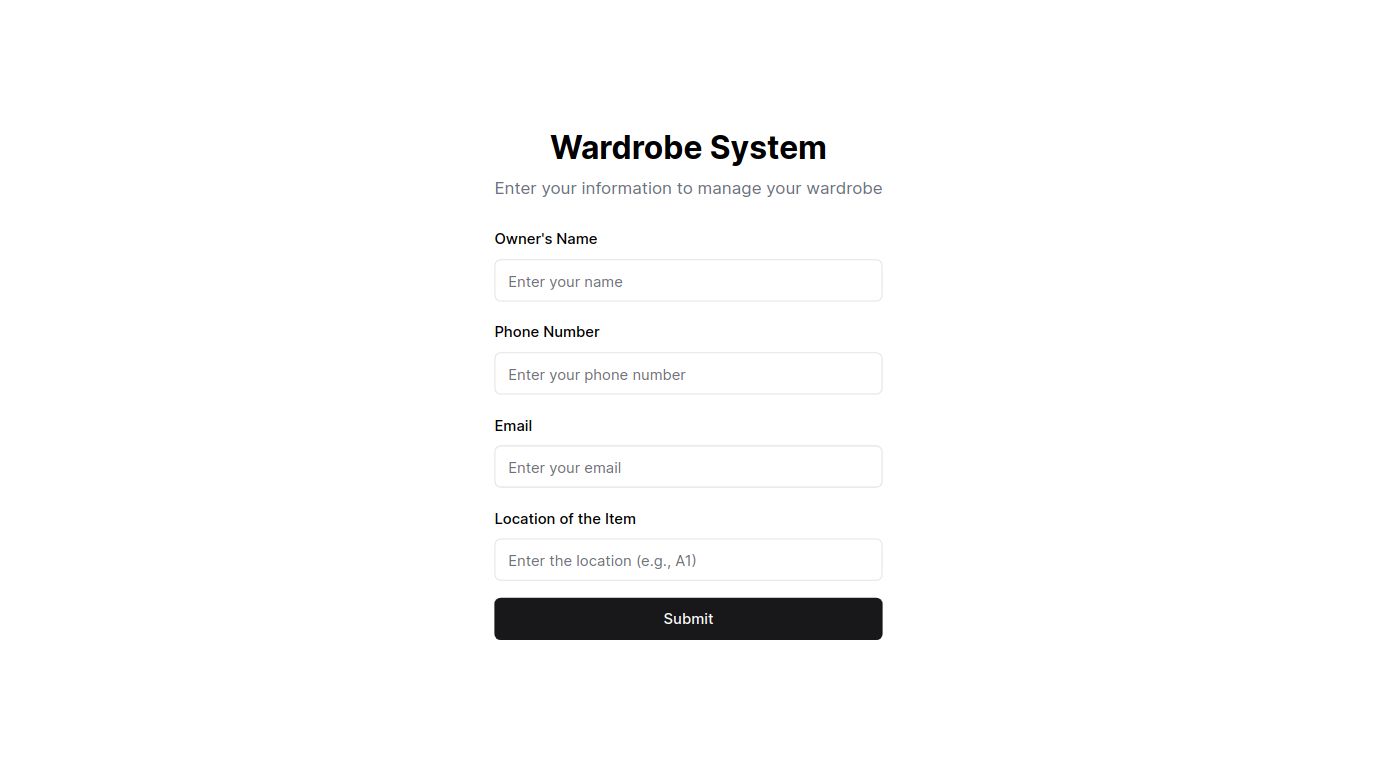 Wardrobe System
Enter your information to manage your wardrobe
Owner's Name
Enter your name
Phone Number
Enter your phone number
Email
Enter your email
Location of the Item
Enter the location (e.g., A1)
Submit